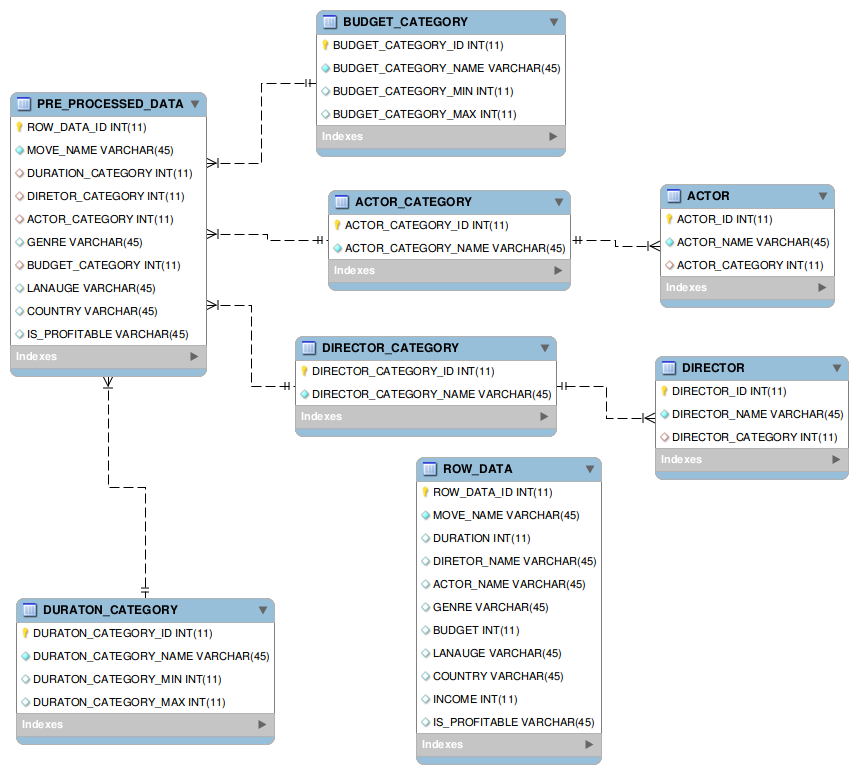 BUDGET_CATEGORY
BUDGET_CATEGORY_ID INT(11)
BUDGET_CATEGORY_NAME VARCHAR(45)
BUDGET_CATEGORY_MIN INT(11)
BUDGET_CATEGORY_MAX INT(11)
Indexes
PRE_PROCESSED_DATA
ROW_DATA_ID INT(11)
MOVE_NAME VARCHAR(45)
DURATION_CATEGORY INT(11)
DIRETOR_CATEGORY INT(11)
ACTOR_CATEGORY INT(11)
GENRE VARCHAR(45)
BUDGET_CATEGORY INT(11)
LANAUGE VARCHAR(45)
COUNTRY VARCHAR(45)
IS_PROFITABLE VARCHAR(45)
Indexes
ACTOR_CATEGORY
ACTOR_CATEGORY_ID INT(11)
ACTOR_CATEGORY_NAME VARCHAR(45)
Indexes
ACTOR
ACTOR_ID INT(11)
ACTOR_NAME VARCHAR(45)
ACTOR_CATEGORY INT(11)
Indexes
DIRECTOR_CATEGORY
DIRECTOR_CATEGORY_ID INT(11)
DIRECTOR_CATEGORY_NAME VARCHAR(45)
Indexes
DIRECTOR
DIRECTOR_ID INT(11)
DIRECTOR_NAME VARCHAR(45)
DIRECTOR_CATEGORY INT(11)
Indexes
ROW_DATA
ROW_DATA_ID INT(11)
MOVE_NAME VARCHAR(45)
DURATION INT(11)
DIRETOR_NAME VARCHAR(45)
ACTOR_NAME VARCHAR(45)
GENRE VARCHAR(45)
BUDGET INT(11)
LANAUGE VARCHAR(45)
COUNTRY VARCHAR(45)
INCOME INT(11)
IS_PROFITABLE VARCHAR(45)
Indexes
DURATON_CATEGORY
DURATON_CATEGORY_ID INT(11)
DURATON_CATEGORY_NAME VARCHAR(45)
DURATON_CATEGORY_MIN INT(11)
DURATON_CATEGORY_MAX INT(11)
Indexes